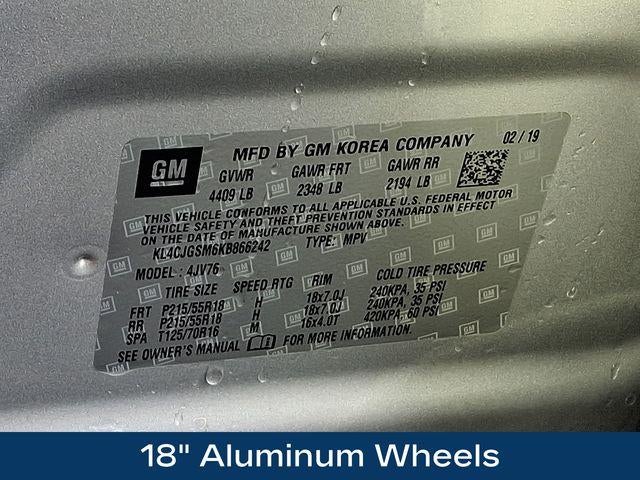 GM
MFD BY GM KOREA COMPANY 02/19
GVWR GAWR FRT GAWR RR
4409 LB 2348 LB 2194 LB
THIS VEHICLE CONFORMS TO ALL APPLICABLE U.S. FEDERAL MOTOR
VEHICLE SAFETY AND THEFT PREVENTION STANDARDS IN EFFECT
ON THE DATE OF MANUFACTURE SHOWN ABOVE.
KL4CJGSM6KB866242 TYPE: MPV
MODEL: 4JV76
TIRE SIZE SPEED RTG RIM COLD TIRE PRESSURE
FRT P215/55R18 H 18x7.0J 240KPA, 35 PSI
RR P215/55R18 H 18x7.0J 240KPA, 35 PSI
SPA T125/70R16 M 16x4.0T 420KPA, 60 PSI
SEE OWNER'S MANUAL FOR MORE INFORMATION.
18" Aluminum Wheels